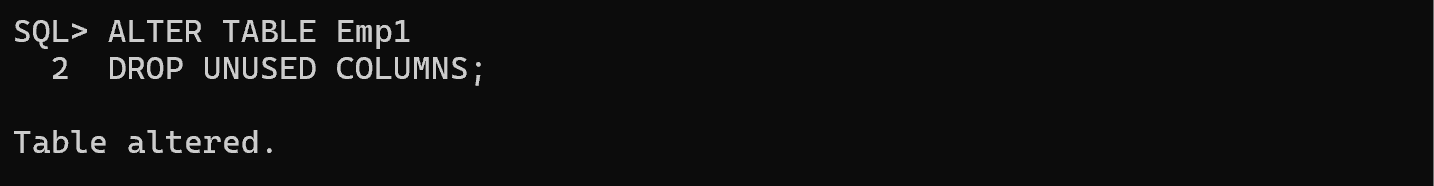 SQL> ALTER TABLE Emp1
  2  DROP UNUSED COLUMNS;
Table altered.